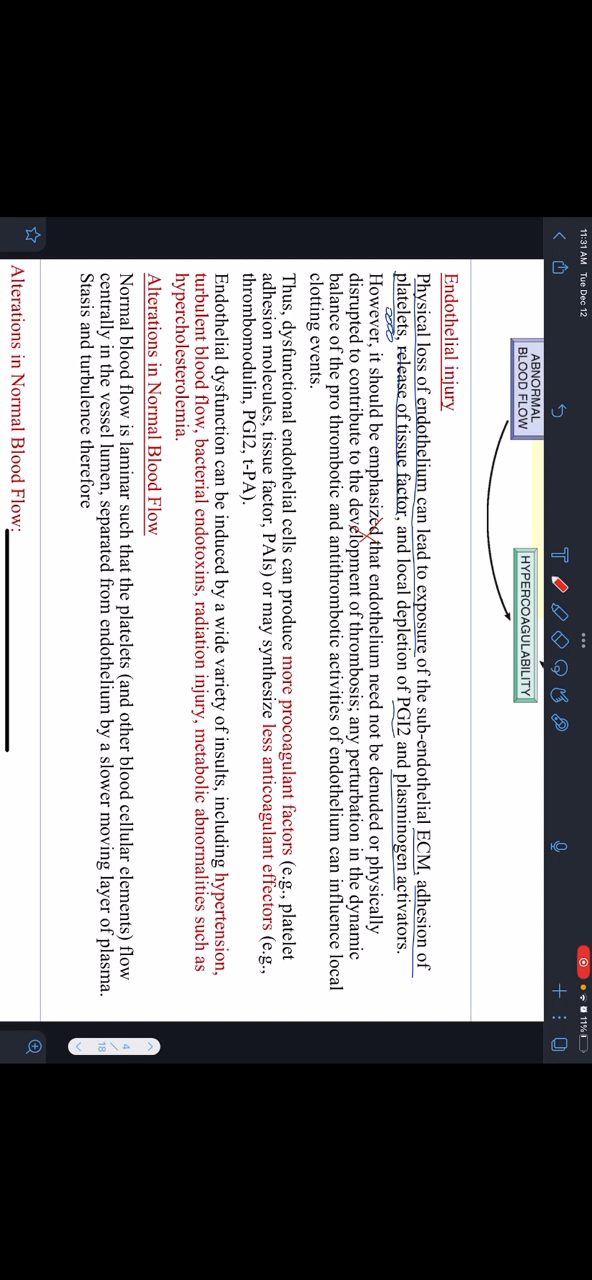 11:31 AM Tue Dec 12
11%
ABNORMAL
BLOOD FLOW
HYPERCOAGULABILITY
Endothelial injury
Physical loss of endothelium, can lead to exposure of the sub-endothelial ECM, adhesion of
platelets, release of tissue factor, and local depletion of PGI2 and plasminogen activators.
However, it should be emphasized that endothelium need not be denuded or physically
disrupted to contribute to the development of thrombosis; any perturbation in the dynamic
balance of the pro thrombotic and antithrombotic activities of endothelium can influence local
clotting events.
Thus, dysfunctional endothelial cells can produce more procoagulant factors (e.g., platelet
adhesion molecules, tissue factor, PAIs) or may synthesize less anticoagulant effectors (e.g.,
thrombomodulin, PGI2, t-PA).
Endothelial dysfunction can be induced by a wide variety of insults, including hypertension,
turbulent blood flow, bacterial endotoxins, radiation injury, metabolic abnormalities such as
hypercholesterolemia.
Alterations in Normal Blood Flow
Normal blood flow is laminar such that the platelets (and other blood cellular elements) flow
centrally in the vessel lumen, separated from endothelium by a slower moving layer of plasma.
Stasis and turbulence therefore
4 / 18
Alterations in Normal Blood Flow: